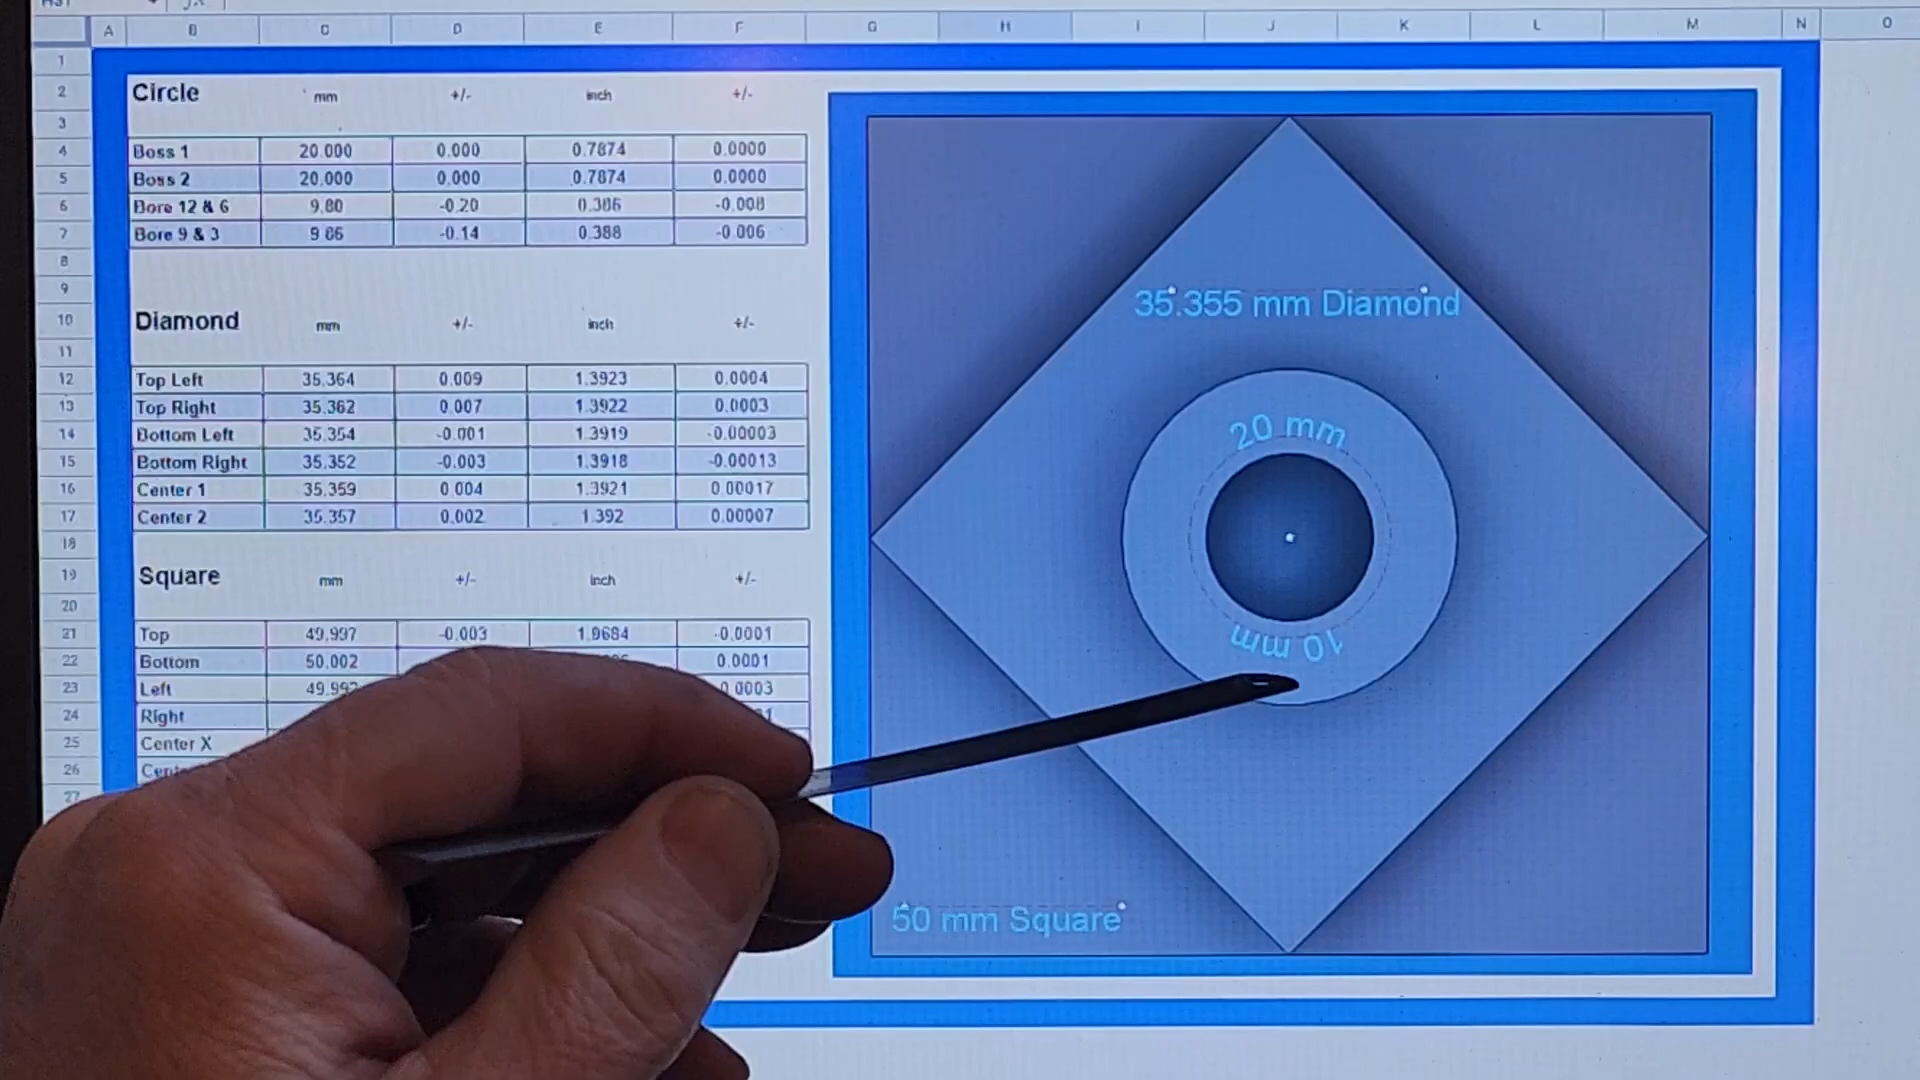 A B C D E F G H I J K L M N O
1
2 Circle mm +/- inch +/-
3
4 Boss 1 20.000 0.000 0.7874 0.0000
5 Boss 2 20.000 0.000 0.7874 0.0000
6 Bore 12 & 6 9.80 -0.20 0.386 -0.008
7 Bore 9 & 3 9.86 -0.14 0.388 -0.006
8
9
10 Diamond mm +/- inch +/-
11
12 Top Left 35.364 0.009 1.3923 0.0004
13 Top Right 35.362 0.007 1.3922 0.0003
14 Bottom Left 35.354 -0.001 1.3919 -0.00003
15 Bottom Right 35.352 -0.003 1.3918 -0.00013
16 Center 1 35.359 0.004 1.3921 0.00017
17 Center 2 35.357 0.002 1.392 0.00007
18
19 Square mm +/- inch +/-
20
21 Top 49.997 -0.003 1.9684 -0.0001
22 Bottom 50.002 0.0001
23 Left 0.0003
24 Right
25 Center X
26
27
35.355 mm Diamond
20 mm
10 mm
50 mm Square